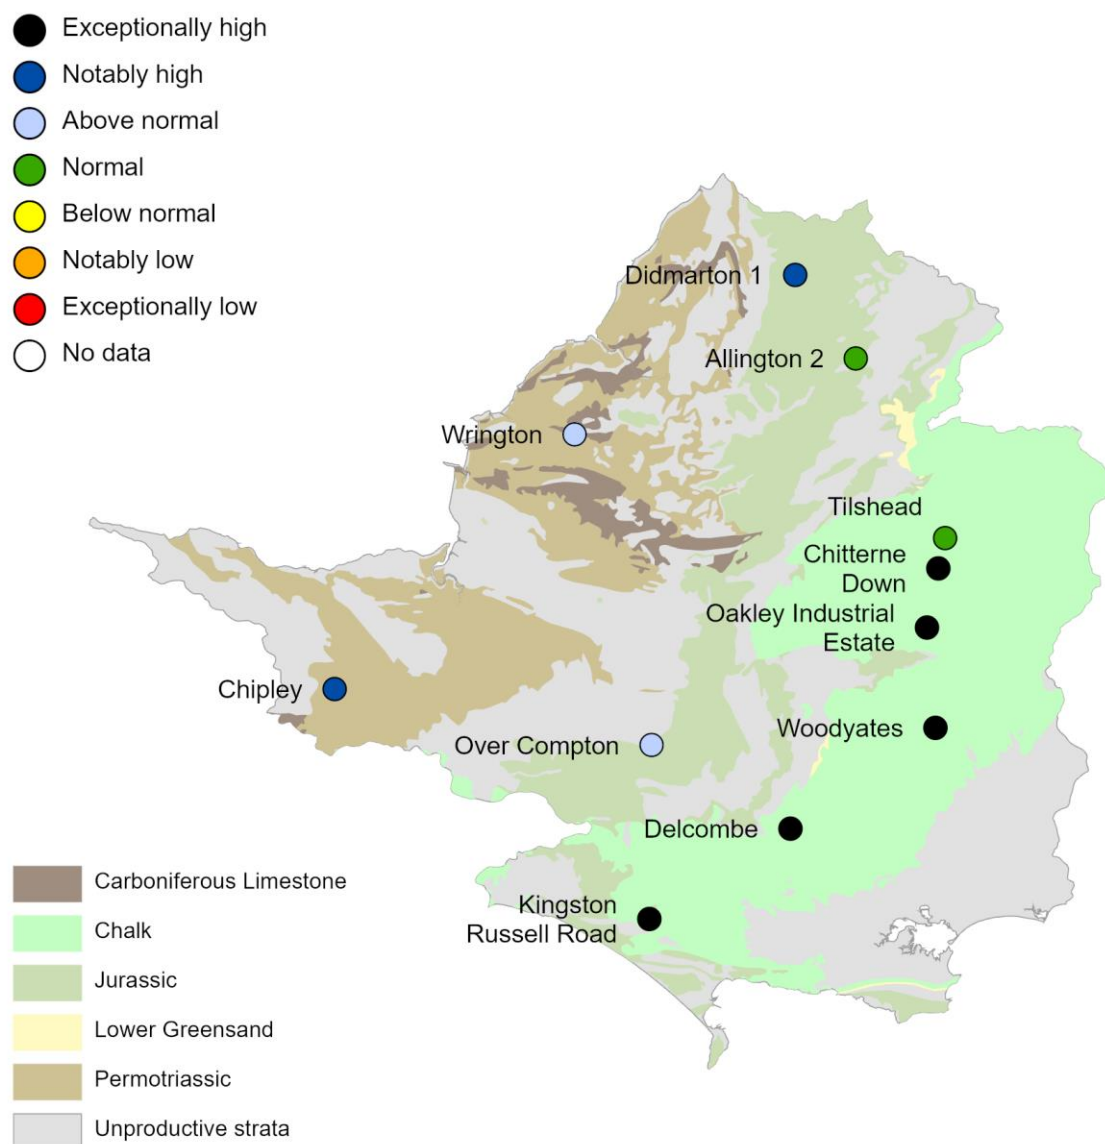 Exceptionally high
Notably high
Above normal
Normal
Below normal
Notably low
Exceptionally low
No data
Didmarton 1
Allington 2
Wrington
Tilshead
Chitterne
Down
Oakley Industrial
Estate
Chipley
Woodyates
Over Compton
Delcombe
Kingston
Russell Road
Carboniferous Limestone
Chalk
Jurassic
Lower Greensand
Permotriassic
Unproductive strata